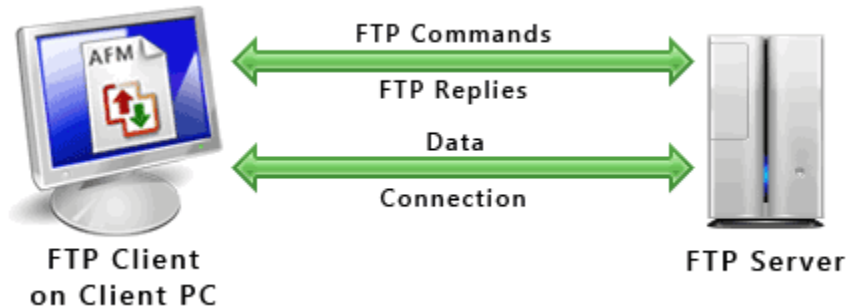 AFM
FTP Commands
FTP Replies
Data
Connection
FTP Client
on Client PC
FTP Server